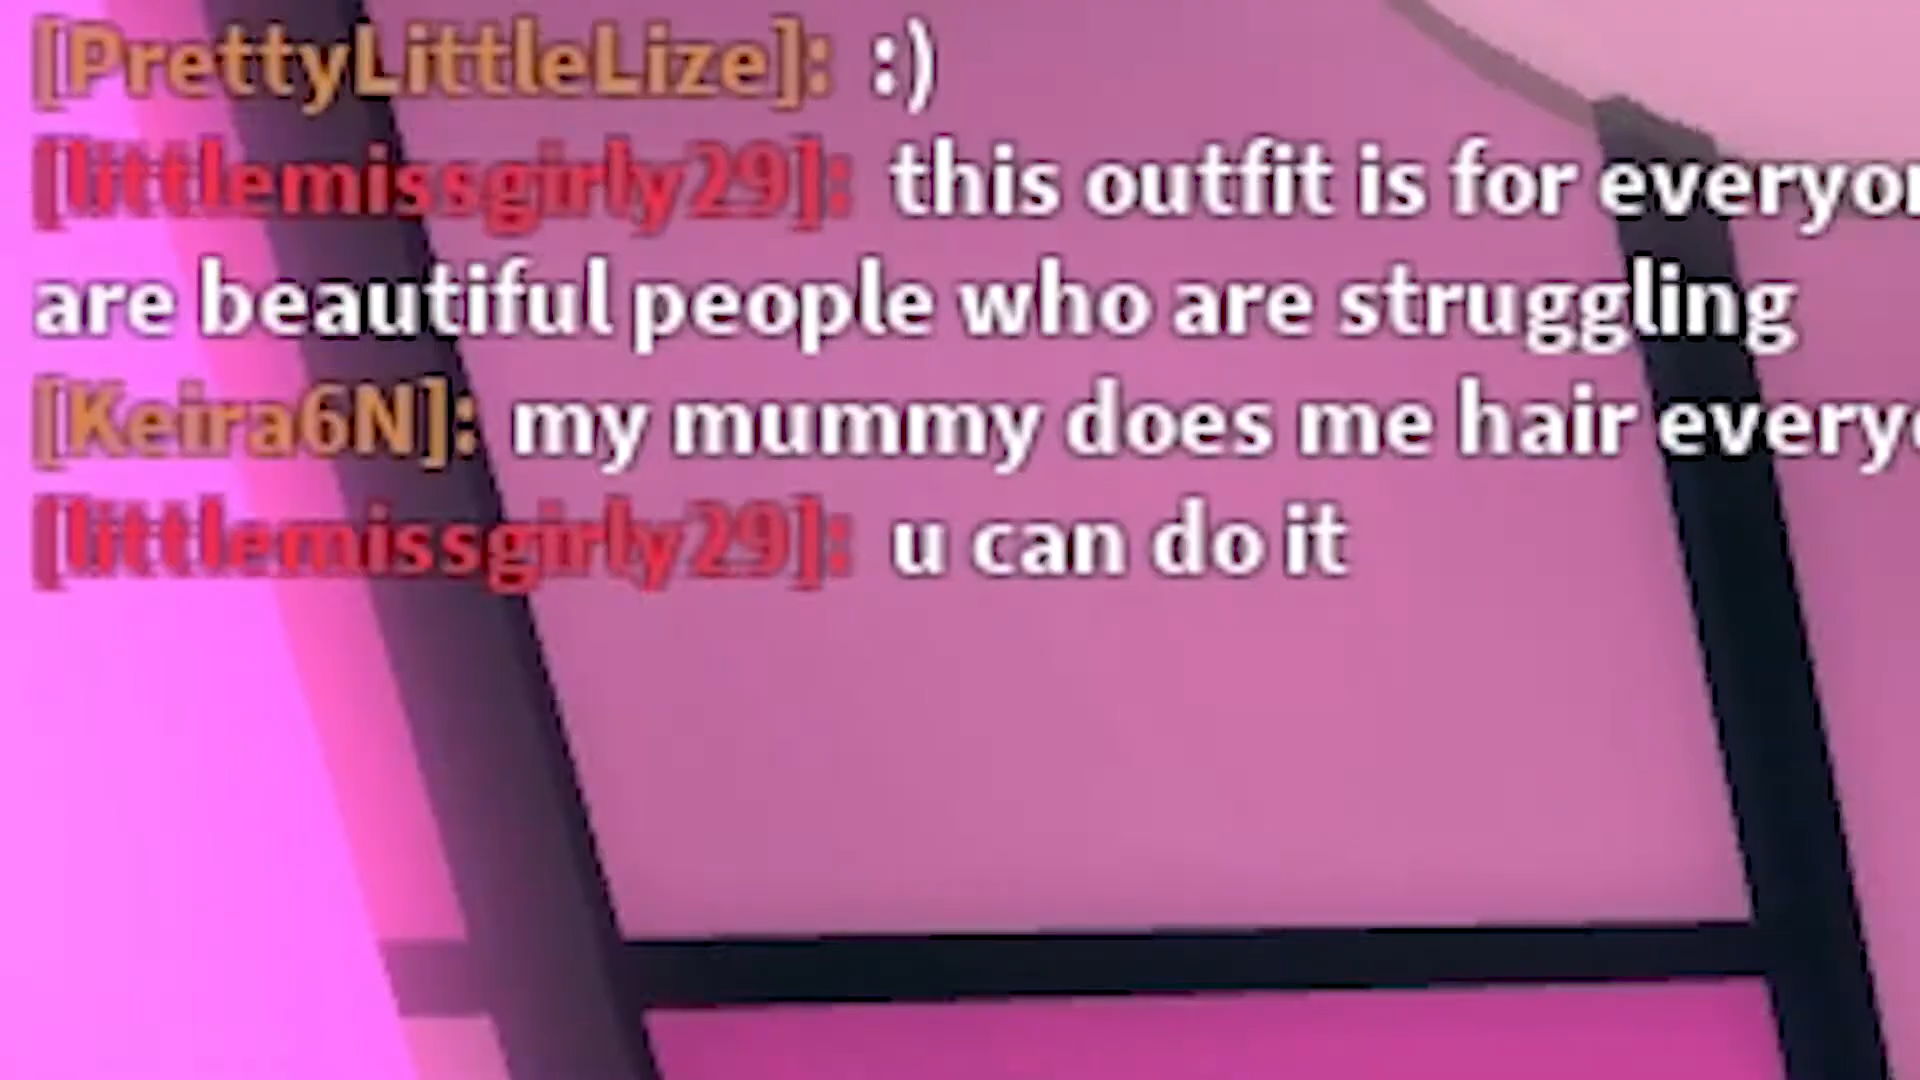 [PrettyLittleLize]: :)
[littlemissgirly29]: this outfit is for everyo
are beautiful people who are struggling
[Keira6N]: my mummy does me hair every
[littlemissgirly29]: u can do it